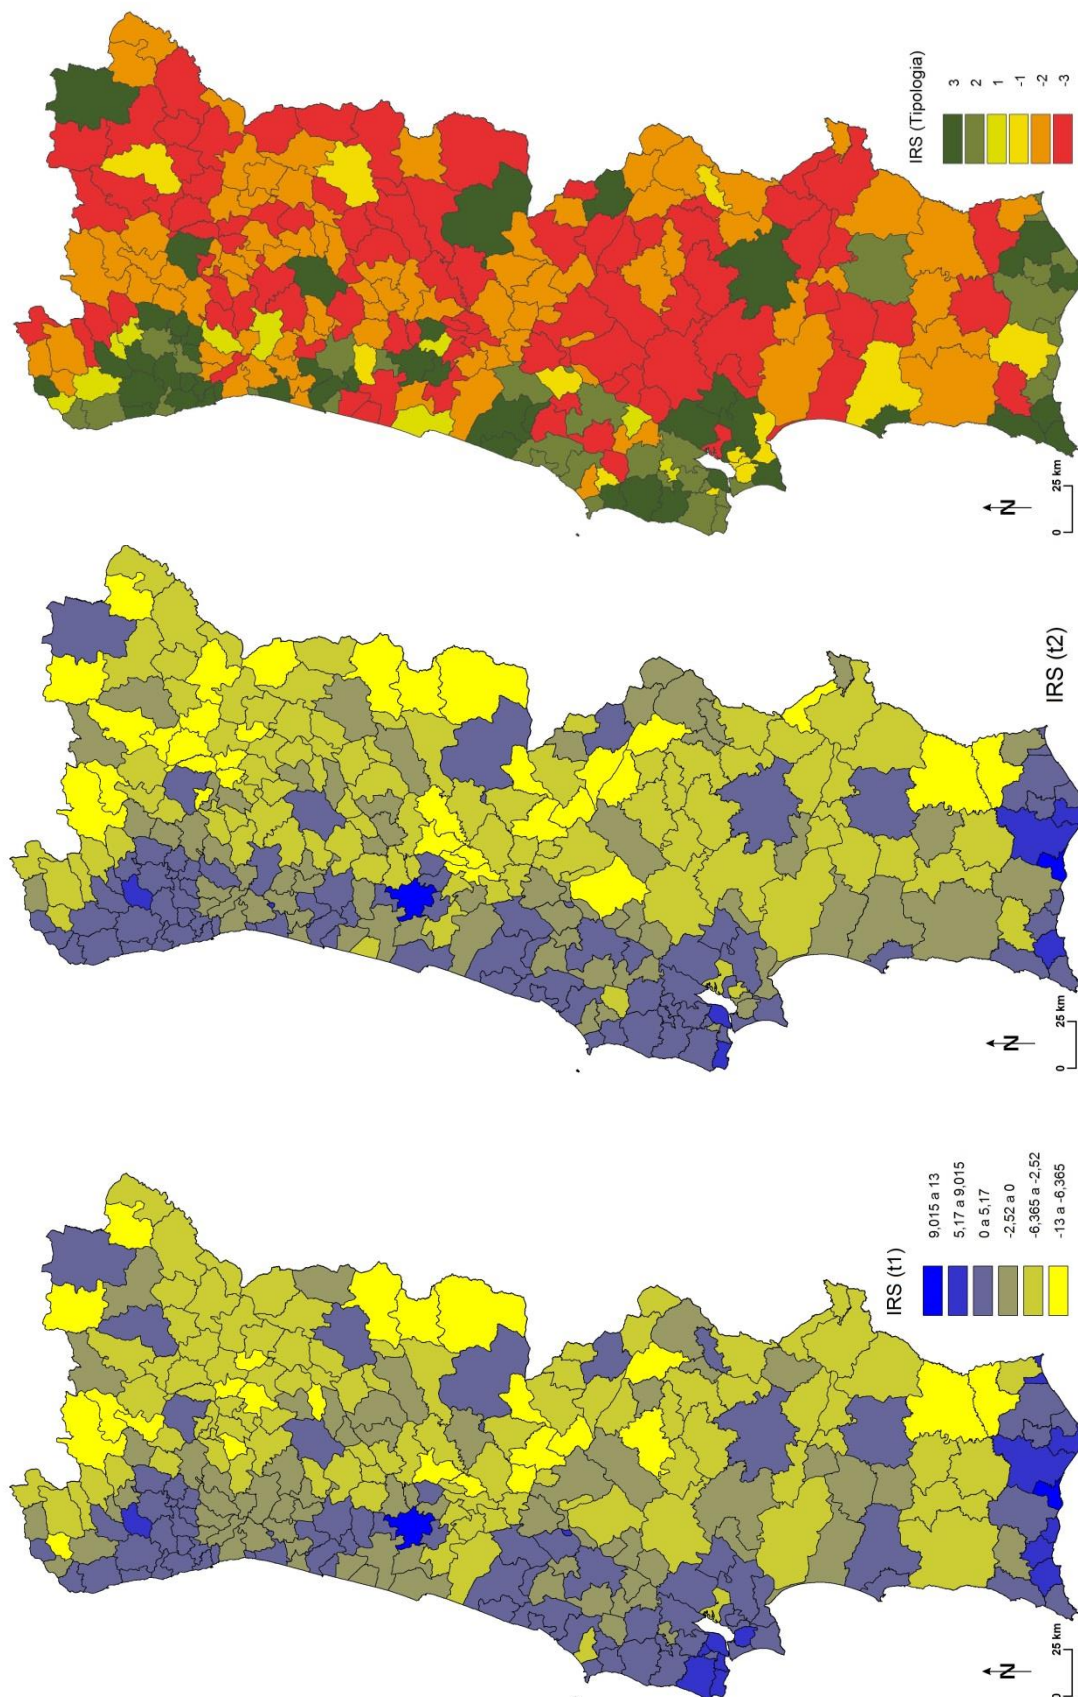 IRS (t1)
9,015 a 13
5,17 a 9,015
0 a 5,17
-2,52 a 0
-6,365 a -2,52
-13 a -6,365
N
0 25 km
IRS (t2)
N
0 25 km
IRS (Tipologia)
3
2
1
-1
-2
-3
N
0 25 km